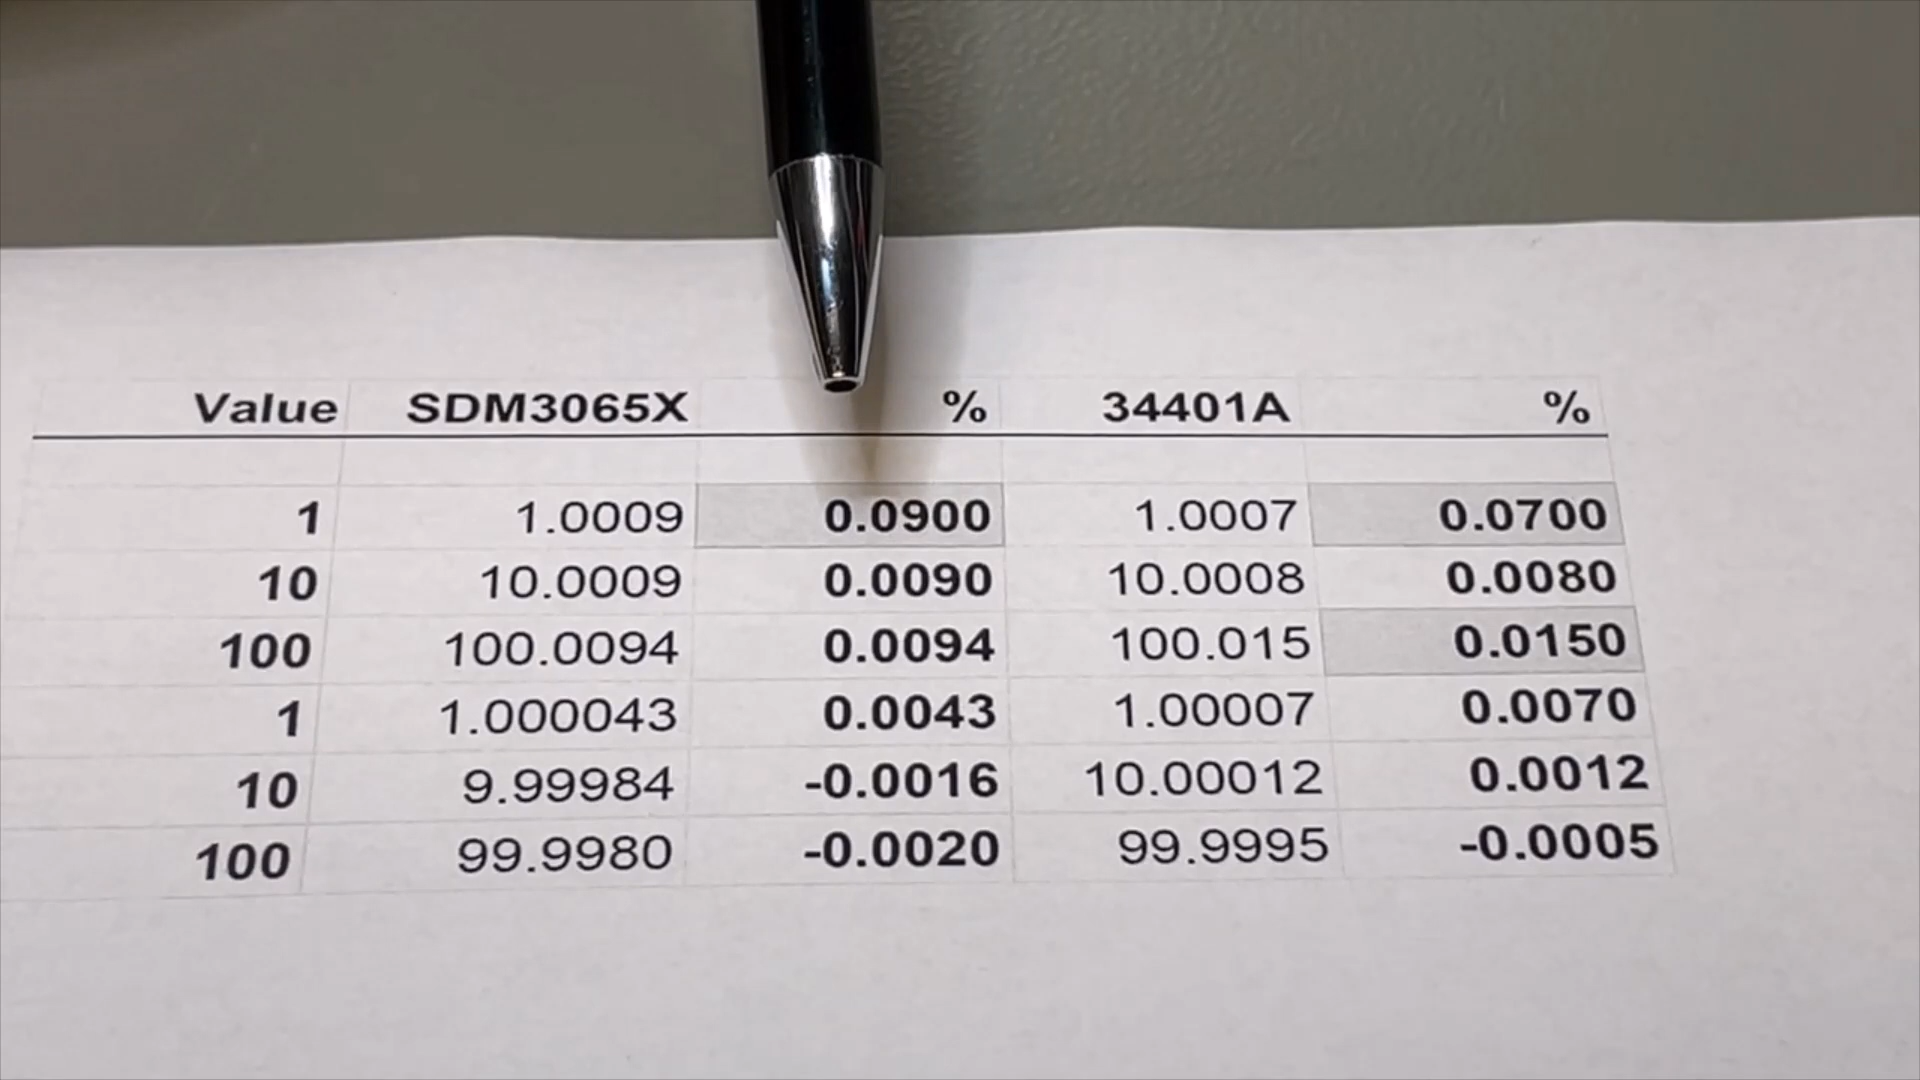 Value SDM3065X % 34401A %
1 1.0009 0.0900 1.0007 0.0700
10 10.0009 0.0090 10.0008 0.0080
100 100.0094 0.0094 100.015 0.0150
1 1.000043 0.0043 1.00007 0.0070
10 9.99984 -0.0016 10.00012 0.0012
100 99.9980 -0.0020 99.9995 -0.0005